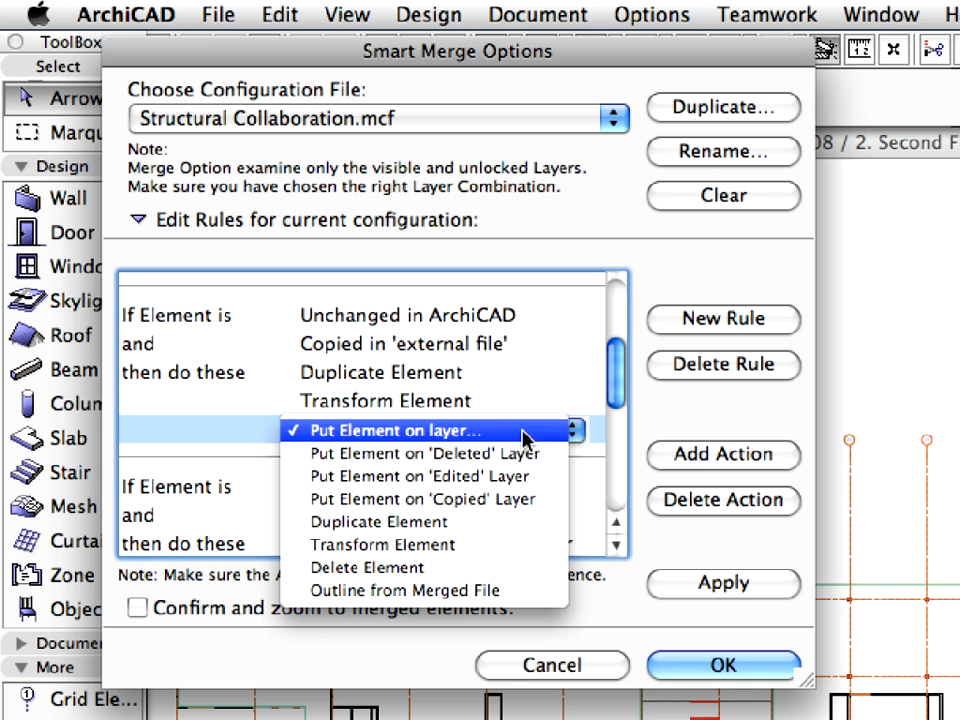 ArchiCAD File Edit View Design Document Options Teamwork Window H
ToolBox
Smart Merge Options
Select
Arrow
Marqu
Design
Wall
Door
Windo
Skylig
Roof
Beam
Colum
Slab
Stair
Mesh
Curtai
Zone
Objec
Documen
More
Grid Ele...
Choose Configuration File:
Structural Collaboration.mcf
Duplicate...
Note:
Merge Option examine only the visible and unlocked Layers.
Make sure you have chosen the right Layer Combination.
Rename...
Clear
08 / 2. Second F
Edit Rules for current configuration:
If Element is Unchanged in ArchiCAD
and Copied in 'external file'
then do these Duplicate Element
Transform Element
Put Element on layer...
Put Element on 'Deleted' Layer
Put Element on 'Edited' Layer
Put Element on 'Copied' Layer
Duplicate Element
Transform Element
Delete Element
Outline from Merged File
If Element is
and
then do these r
New Rule
Delete Rule
Add Action
Delete Action
Note: Make sure the A ence.
Apply
Confirm and zoom to merged elements.
Cancel
OK